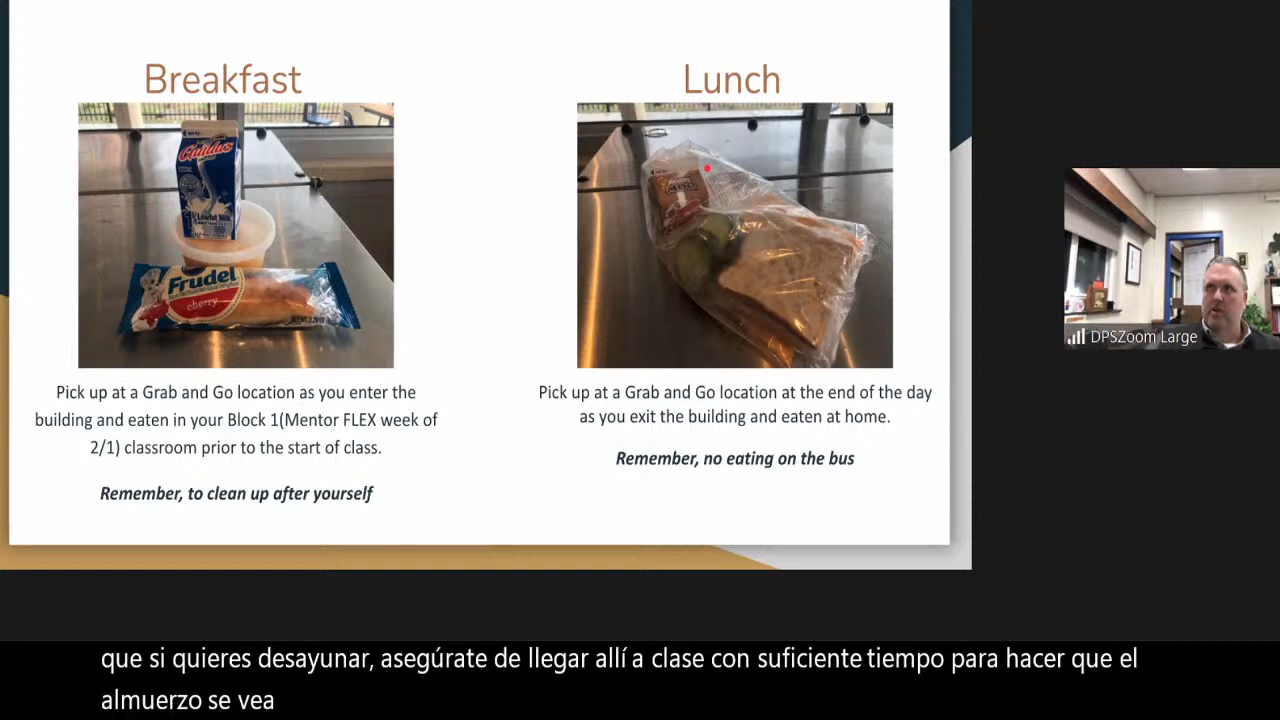 Breakfast
Lunch
Guida's
Lowfat Milk
Frudel
cherry
Pick up at a Grab and Go location as you enter the
building and eaten in your Block 1(Mentor FLEX week of
2/1) classroom prior to the start of class.
Remember, to clean up after yourself
Pick up at a Grab and Go location at the end of the day
as you exit the building and eaten at home.
Remember, no eating on the bus
DPSZoom Large
que si quieres desayunar, asegúrate de llegar allí a clase con suficiente tiempo para hacer que el
almuerzo se vea